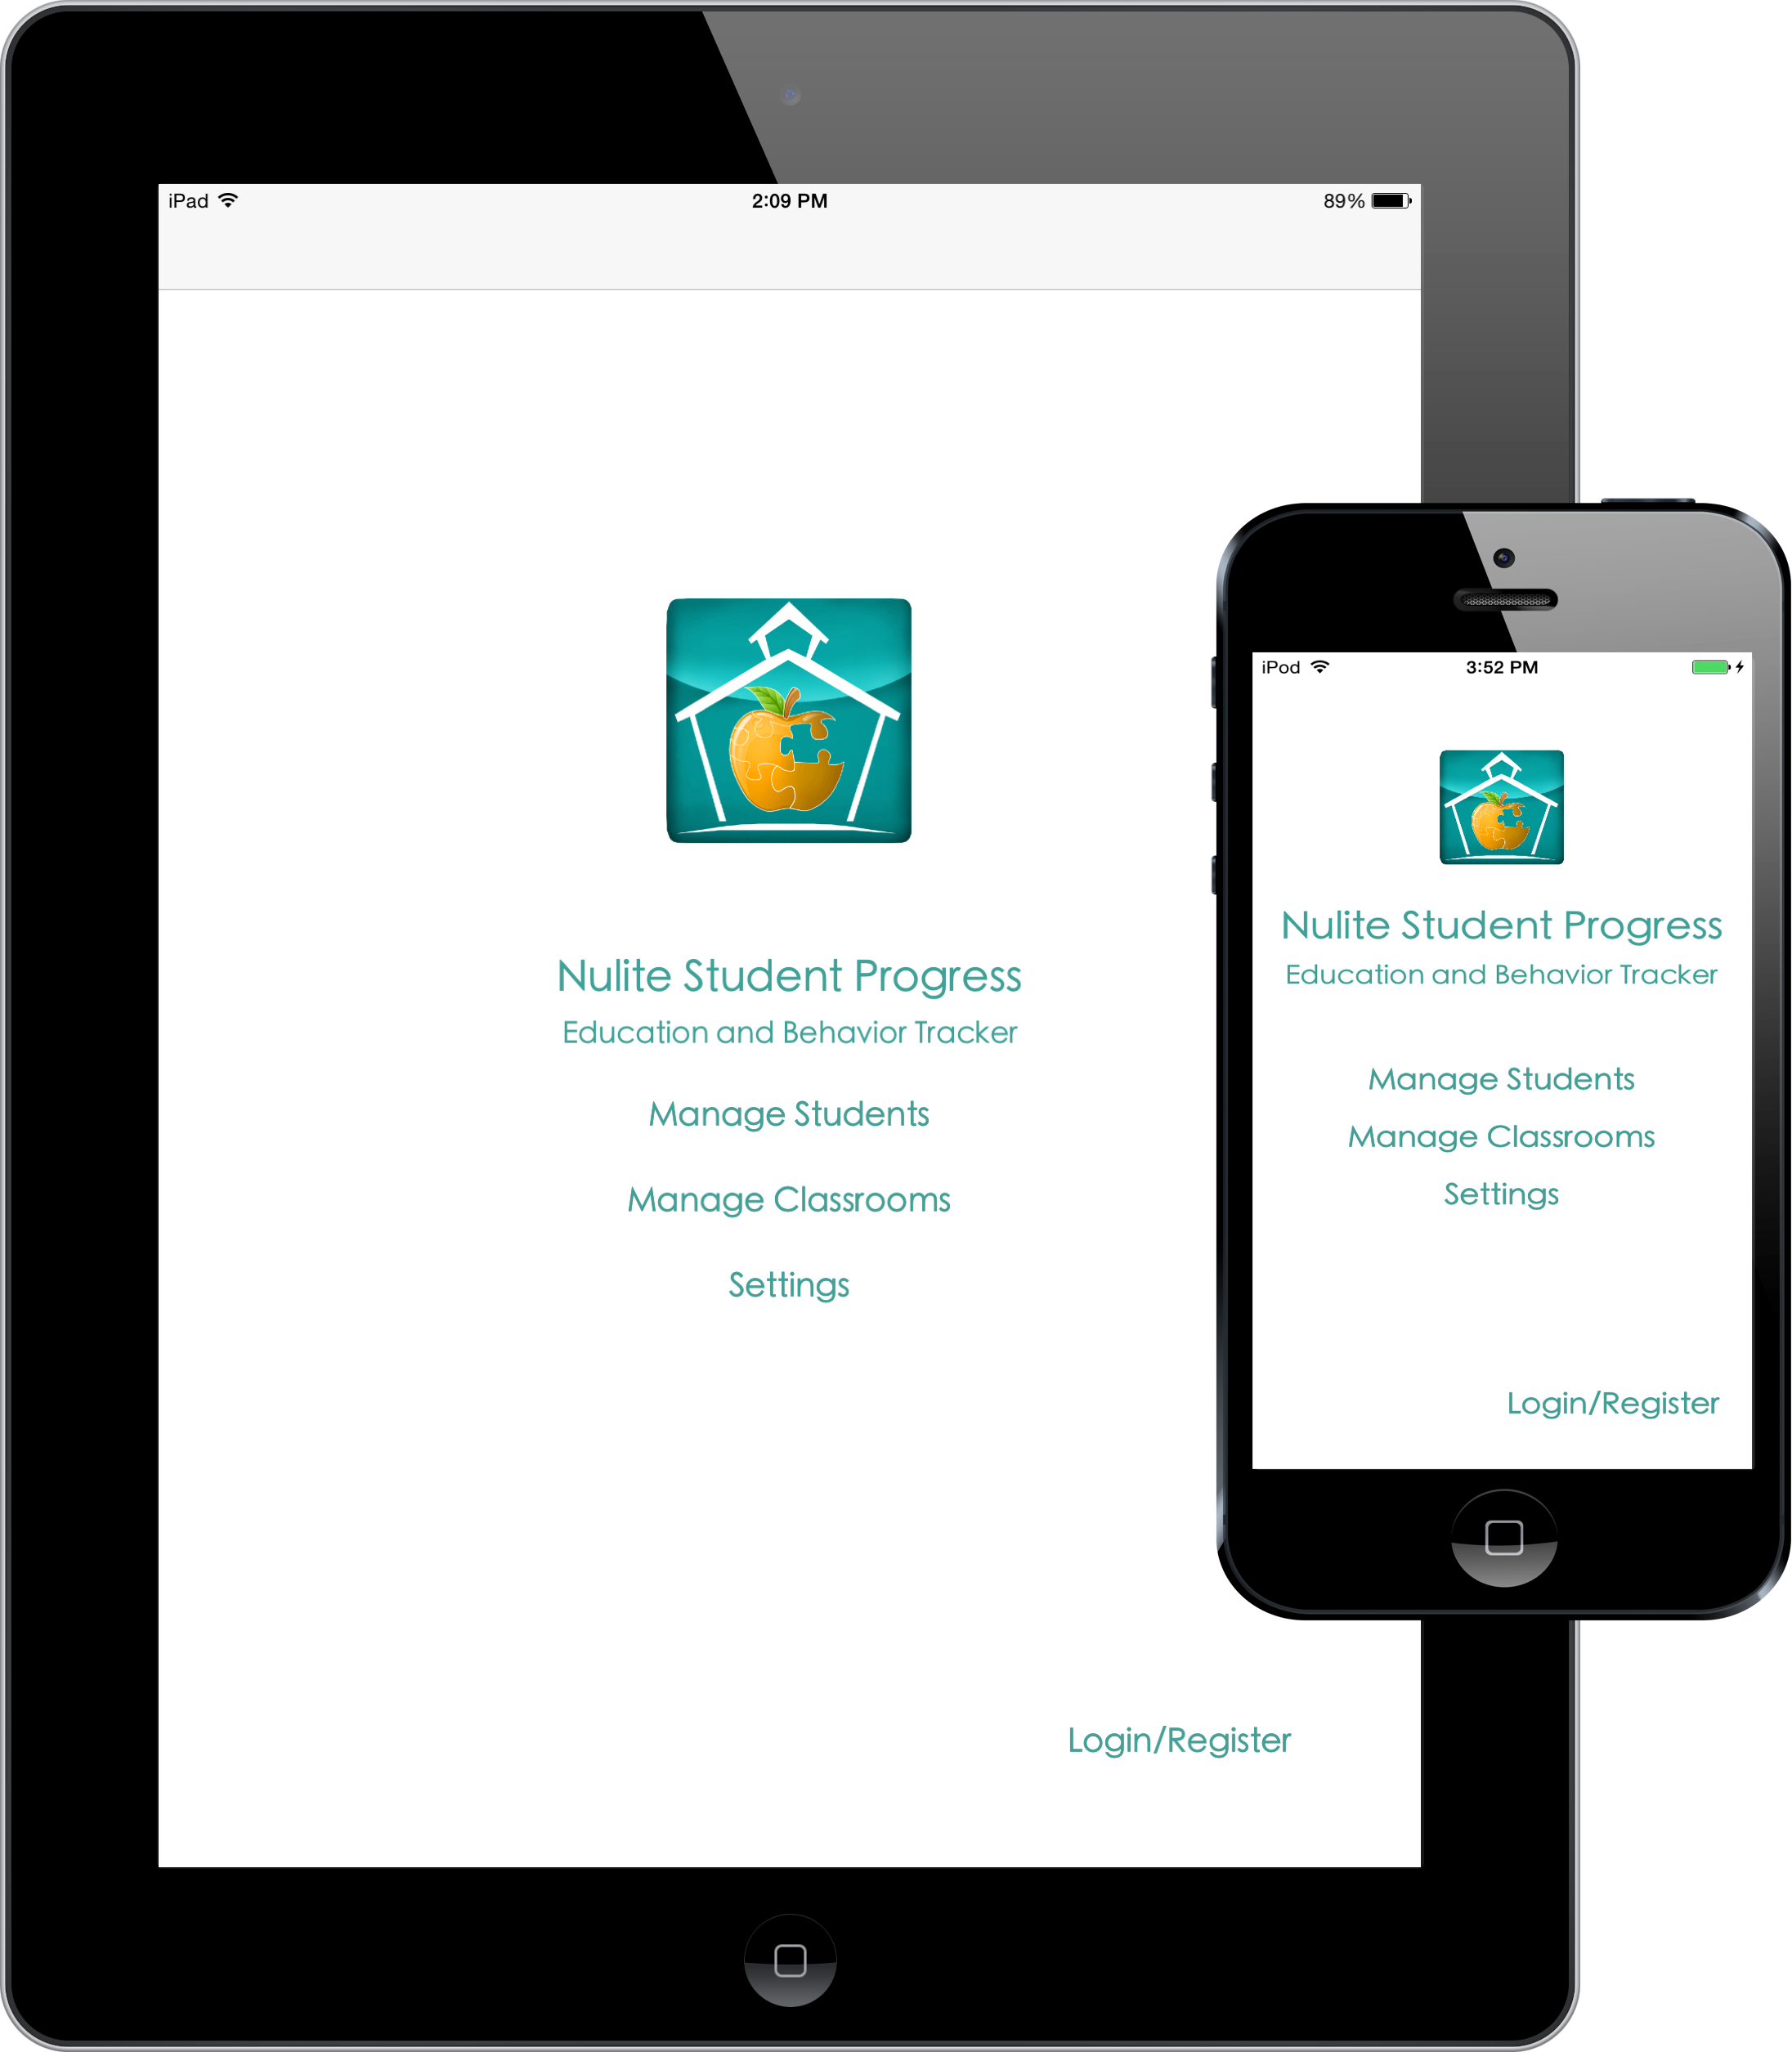 iPad 2:09 PM 89%
Nulite Student Progress
Education and Behavior Tracker
Manage Students
Manage Classrooms
Settings
Login/Register
iPod 3:52 PM
Nulite Student Progress
Education and Behavior Tracker
Manage Students
Manage Classrooms
Settings
Login/Register